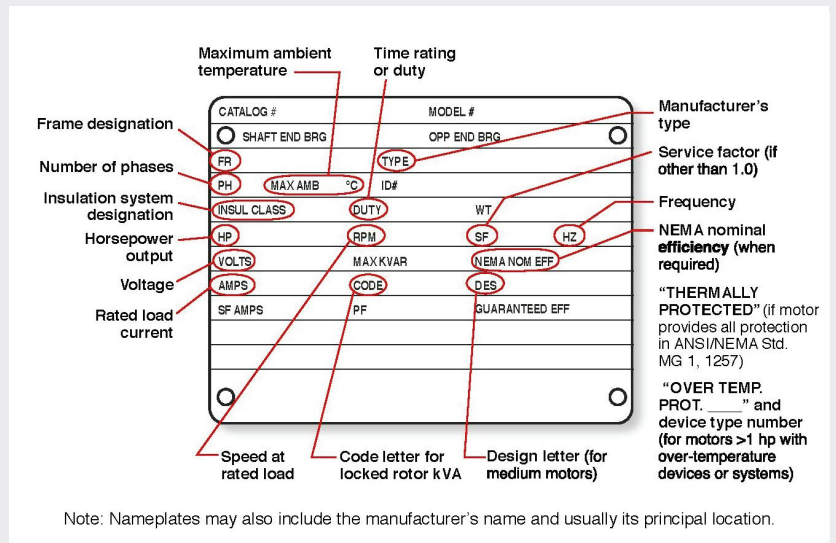 Maximum ambient
temperature
Time rating
or duty
Frame designation
Number of phases
Insulation system
designation
Horsepower
output
Voltage
Rated load
current
CATALOG # MODEL #
SHAFT END BRG OPP END BRG
FR TYPE
PH MAX AMB °C ID#
INSUL CLASS DUTY WT
HP RPM SF HZ
VOLTS MAX KVAR NEMA NOM EFF
AMPS CODE DES
SF AMPS PF GUARANTEED EFF
Manufacturer's
type
Service factor (if
other than 1.0)
Frequency
NEMA nominal
efficiency (when
required)
“THERMALLY
PROTECTED” (if motor
provides all protection
in ANSI/NEMA Std.
MG 1, 1257)
“OVER TEMP.
PROT. ____” and
device type number
(for motors >1 hp with
over-temperature
devices or systems)
Speed at
rated load
Code letter for
locked rotor kVA
Design letter (for
medium motors)
Note: Nameplates may also include the manufacturer's name and usually its principal location.